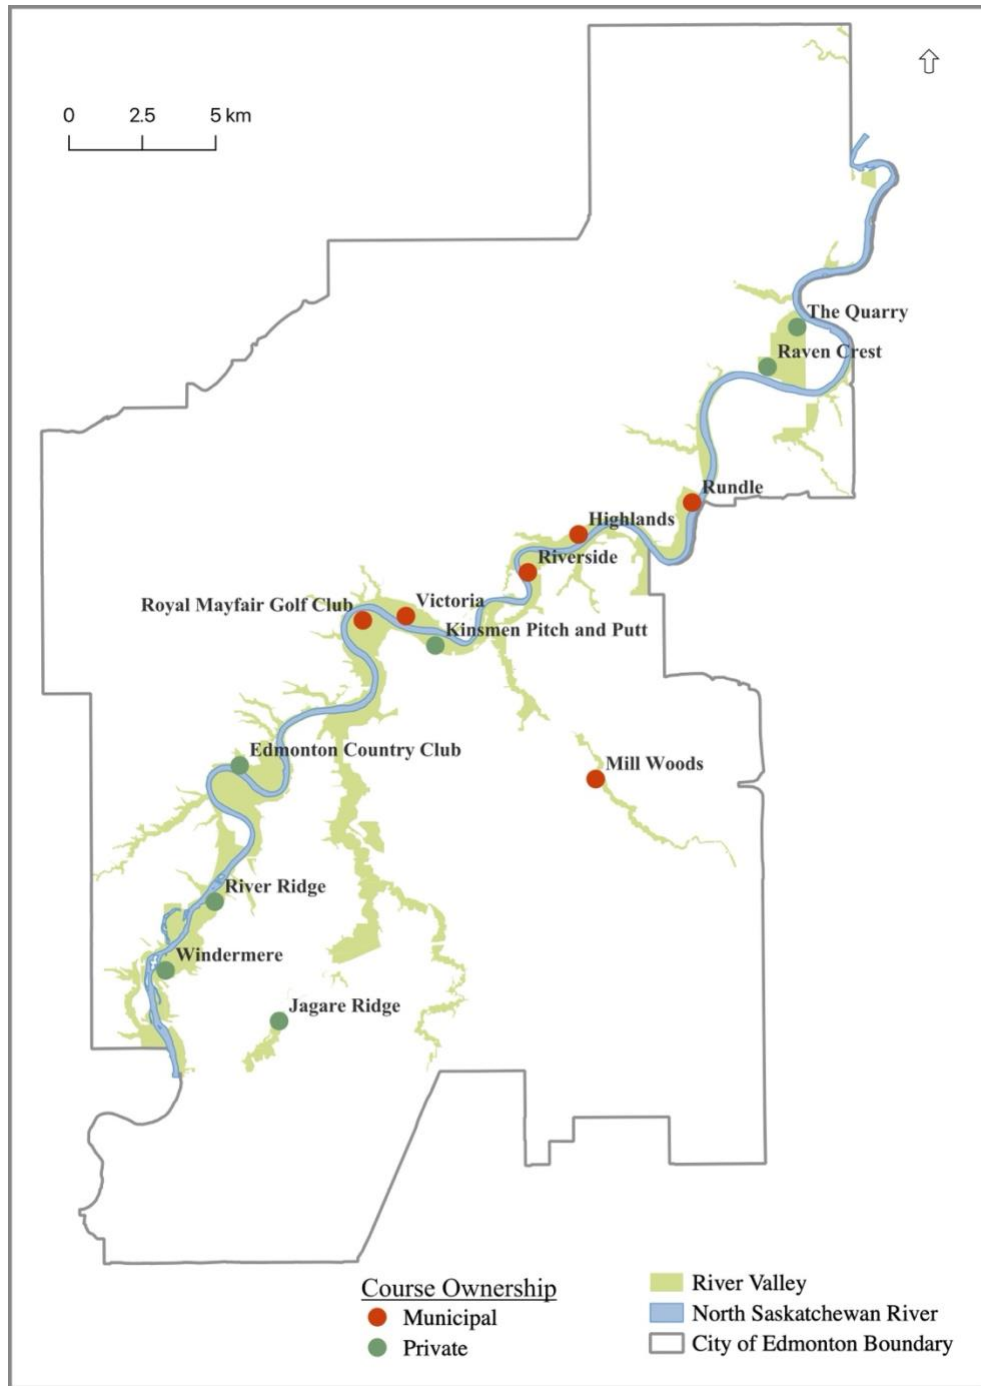 0 2.5 5 km
The Quarry
Raven Crest
Rundle
Highlands
Riverside
Royal Mayfair Golf Club
Victoria
Kinsmen Pitch and Putt
Edmonton Country Club
Mill Woods
River Ridge
Windermere
Jagare Ridge
Course Ownership
Municipal
Private
River Valley
North Saskatchewan River
City of Edmonton Boundary